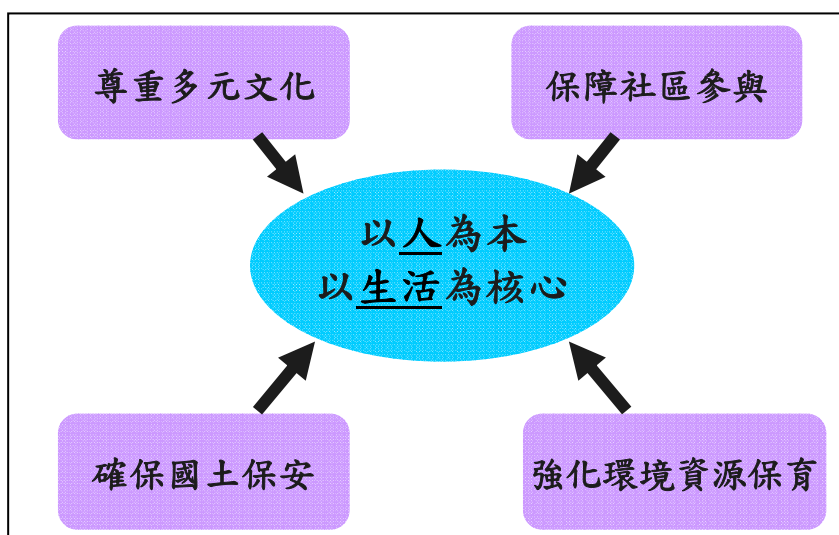 尊重多元文化
保障社區參與
以人為本
以生活為核心
確保國土保安
強化環境資源保育